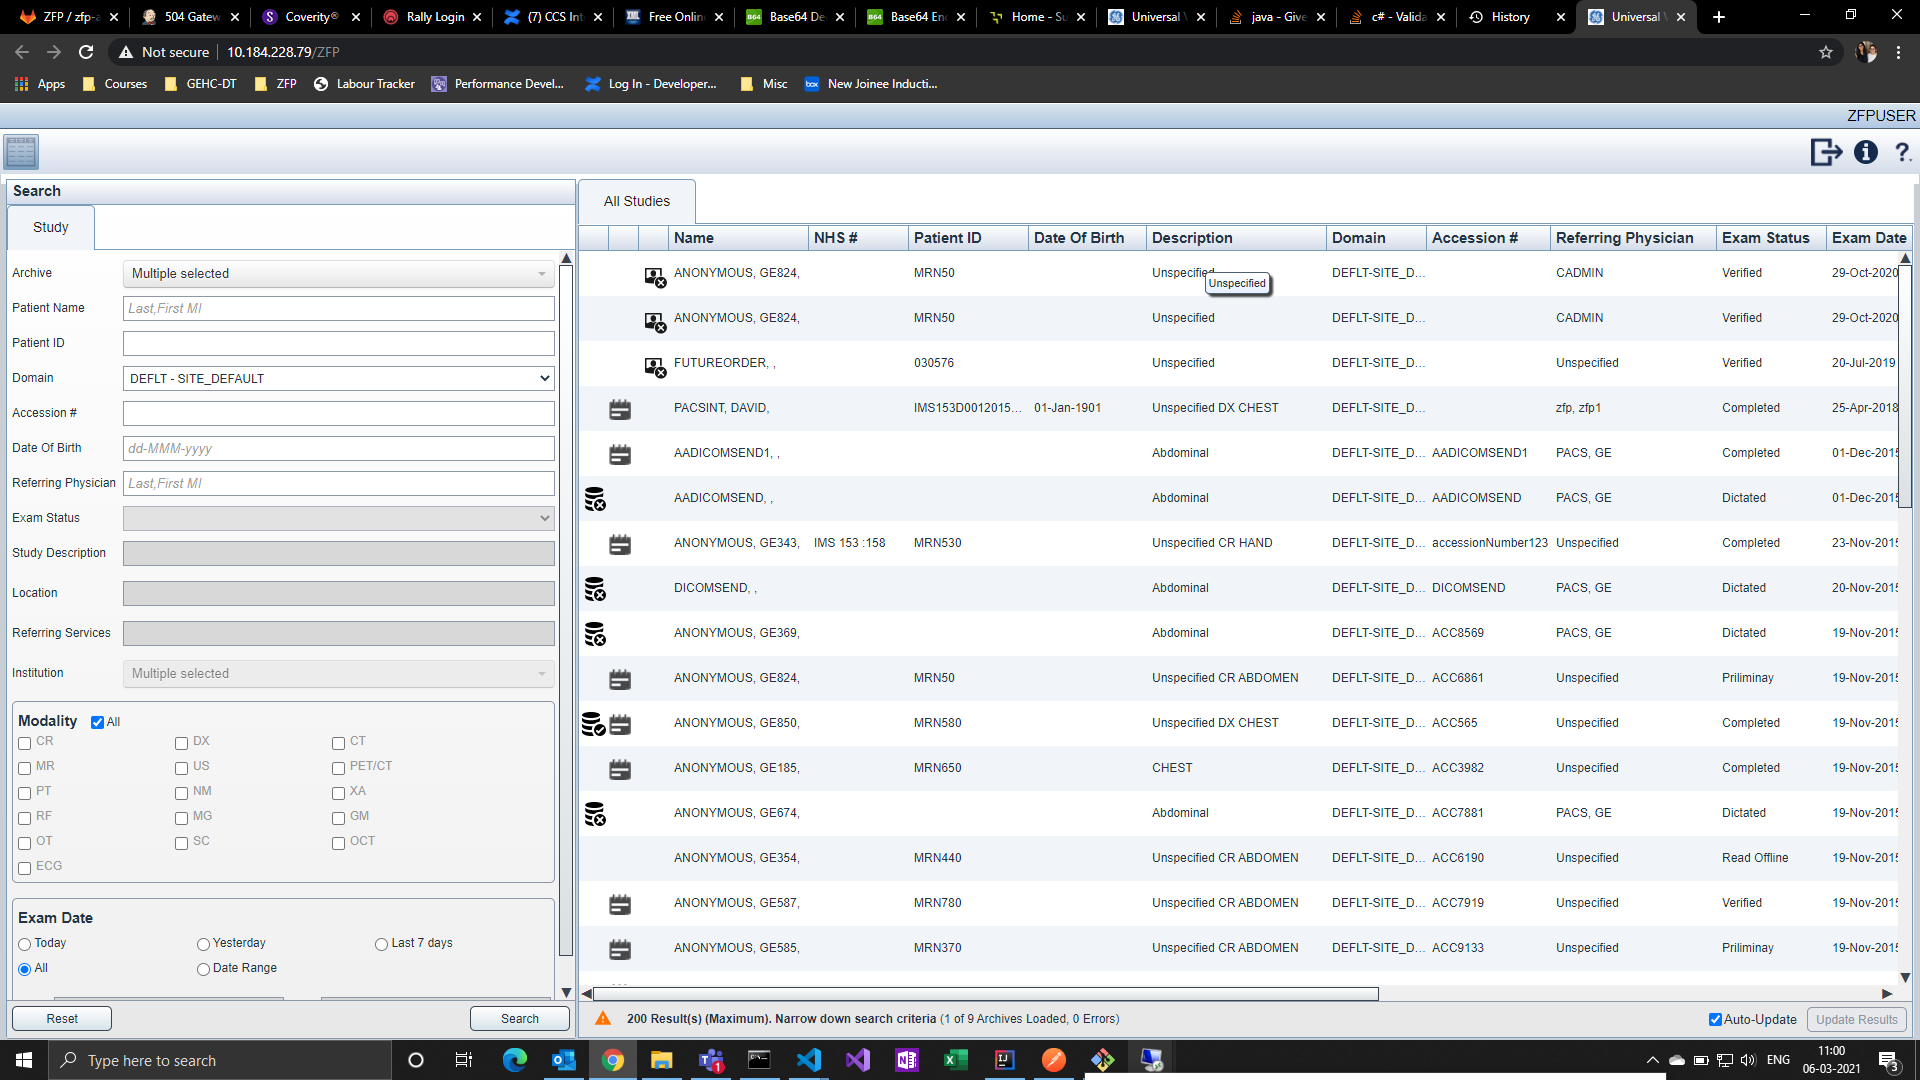 ZFP / zfp-a
504 Gatew
Coverity®
Rally Login
(7) CCS Int
Free Onlin
Base64 De
Base64 En
Home - Su
Universal V
java - Give
c# - Valida
History
Universal V
Not secure
10.184.228.79/ZFP
Apps
Courses
GEHC-DT
ZFP
Labour Tracker
Performance Devel...
Log In - Developer...
Misc
New Joinee Inducti...
ZFPUSER
Search
Study
Archive Multiple selected
Patient Name Last,First MI
Patient ID
Domain DEFLT - SITE_DEFAULT
Accession #
Date Of Birth dd-MMM-yyyy
Referring Physician Last,First MI
Exam Status
Study Description
Location
Referring Services
Institution Multiple selected
Modality All
CR DX CT
MR US PET/CT
PT NM XA
RF MG GM
OT SC OCT
ECG
Exam Date
Today Yesterday Last 7 days
All Date Range
Reset Search
All Studies
Name NHS # Patient ID Date Of Birth Description Domain Accession # Referring Physician Exam Status Exam Date
ANONYMOUS, GE824, MRN50 Unspecified DEFLT-SITE_D... CADMIN Verified 29-Oct-2020
Unspecified
ANONYMOUS, GE824, MRN50 Unspecified DEFLT-SITE_D... CADMIN Verified 29-Oct-2020
FUTUREORDER, , 030576 Unspecified DEFLT-SITE_D... Unspecified Verified 20-Jul-2019
PACSINT, DAVID, IMS153D0012015... 01-Jan-1901 Unspecified DX CHEST DEFLT-SITE_D... zfp, zfp1 Completed 25-Apr-2018
AADICOMSEND1, , Abdominal DEFLT-SITE_D... AADICOMSEND1 PACS, GE Completed 01-Dec-2015
AADICOMSEND, , Abdominal DEFLT-SITE_D... AADICOMSEND PACS, GE Dictated 01-Dec-2015
ANONYMOUS, GE343, IMS 153 :158 MRN530 Unspecified CR HAND DEFLT-SITE_D... accessionNumber123 Unspecified Completed 23-Nov-2015
DICOMSEND, , Abdominal DEFLT-SITE_D... DICOMSEND PACS, GE Dictated 20-Nov-2015
ANONYMOUS, GE369, Abdominal DEFLT-SITE_D... ACC8569 PACS, GE Dictated 19-Nov-2015
ANONYMOUS, GE824, MRN50 Unspecified CR ABDOMEN DEFLT-SITE_D... ACC6861 Unspecified Priliminay 19-Nov-2015
ANONYMOUS, GE850, MRN580 Unspecified DX CHEST DEFLT-SITE_D... ACC565 Unspecified Completed 19-Nov-2015
ANONYMOUS, GE185, MRN650 CHEST DEFLT-SITE_D... ACC3982 Unspecified Completed 19-Nov-2015
ANONYMOUS, GE674, Abdominal DEFLT-SITE_D... ACC7881 PACS, GE Dictated 19-Nov-2015
ANONYMOUS, GE354, MRN440 Unspecified CR ABDOMEN DEFLT-SITE_D... ACC6190 Unspecified Read Offline 19-Nov-2015
ANONYMOUS, GE587, MRN780 Unspecified CR ABDOMEN DEFLT-SITE_D... ACC7919 Unspecified Verified 19-Nov-2015
ANONYMOUS, GE585, MRN370 Unspecified CR ABDOMEN DEFLT-SITE_D... ACC9133 Unspecified Priliminay 19-Nov-2015
200 Result(s) (Maximum). Narrow down search criteria (1 of 9 Archives Loaded, 0 Errors)
Auto-Update Update Results
Type here to search
ENG
11:00
06-03-2021
3